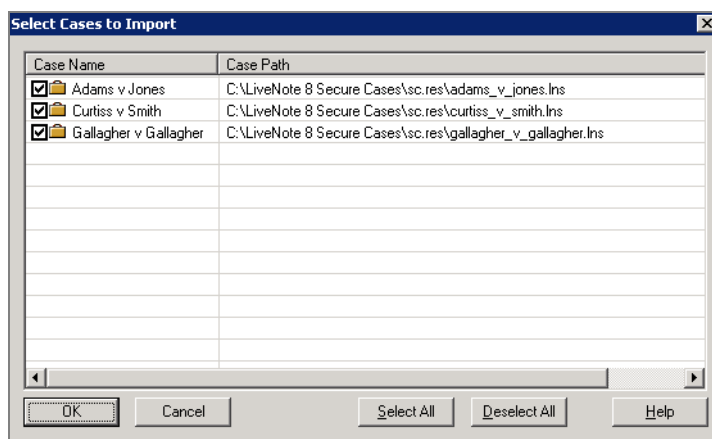 Select Cases to Import
Case Name Case Path
Adams v Jones C:\LiveNote 8 Secure Cases\sc.res\adams_v_jones.lns
Curtiss v Smith C:\LiveNote 8 Secure Cases\sc.res\curtiss_v_smith.lns
Gallagher v Gallagher C:\LiveNote 8 Secure Cases\sc.res\gallagher_v_gallagher.lns
OK Cancel Select All Deselect All Help